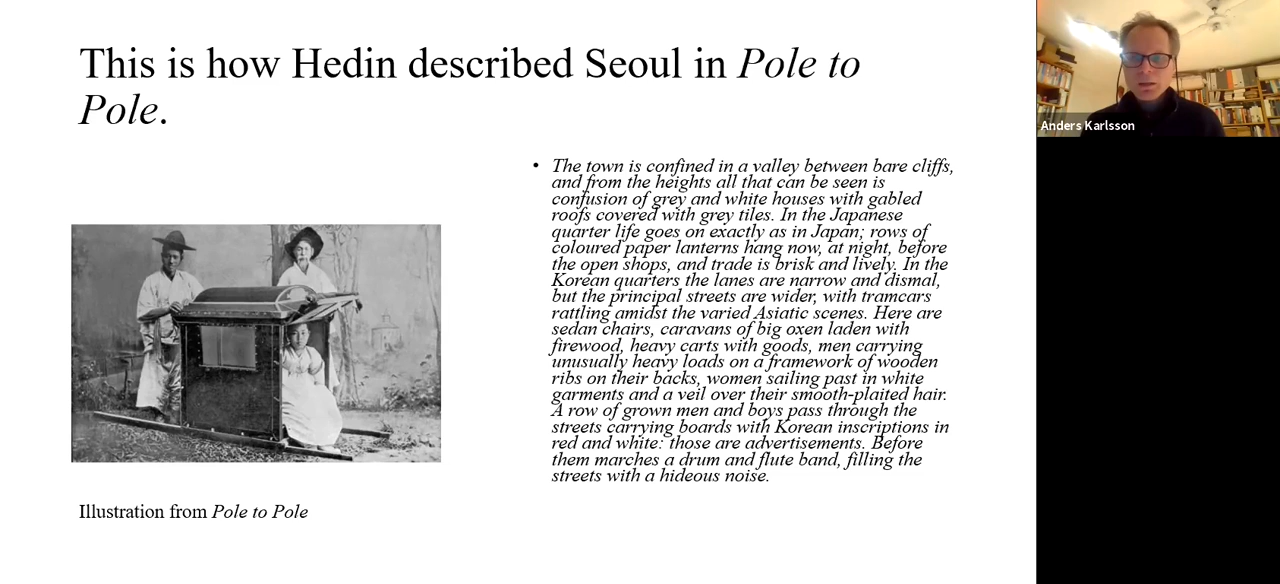 This is how Hedin described Seoul in Pole to
Pole.
• The town is confined in a valley between bare cliffs,
and from the heights all that can be seen is
confusion of grey and white houses with gabled
roofs covered with grey tiles. In the Japanese
quarter life goes on exactly as in Japan; rows of
coloured paper lanterns hang now, at night, before
the open shops, and trade is brisk and lively. In the
Korean quarters the lanes are narrow and dismal,
but the principal streets are wider, with tramcars
rattling amidst the varied Asiatic scenes. Here are
sedan chairs, caravans of big oxen laden with
firewood, heavy carts with goods, men carrying
unusually heavy loads on a framework of wooden
ribs on their backs, women sailing past in white
garments and a veil over their smooth-plaited hair.
A row of grown men and boys pass through the
streets carrying boards with Korean inscriptions in
red and white: those are advertisements. Before
them marches a drum and flute band, filling the
streets with a hideous noise.
Illustration from Pole to Pole
Anders Karlsson